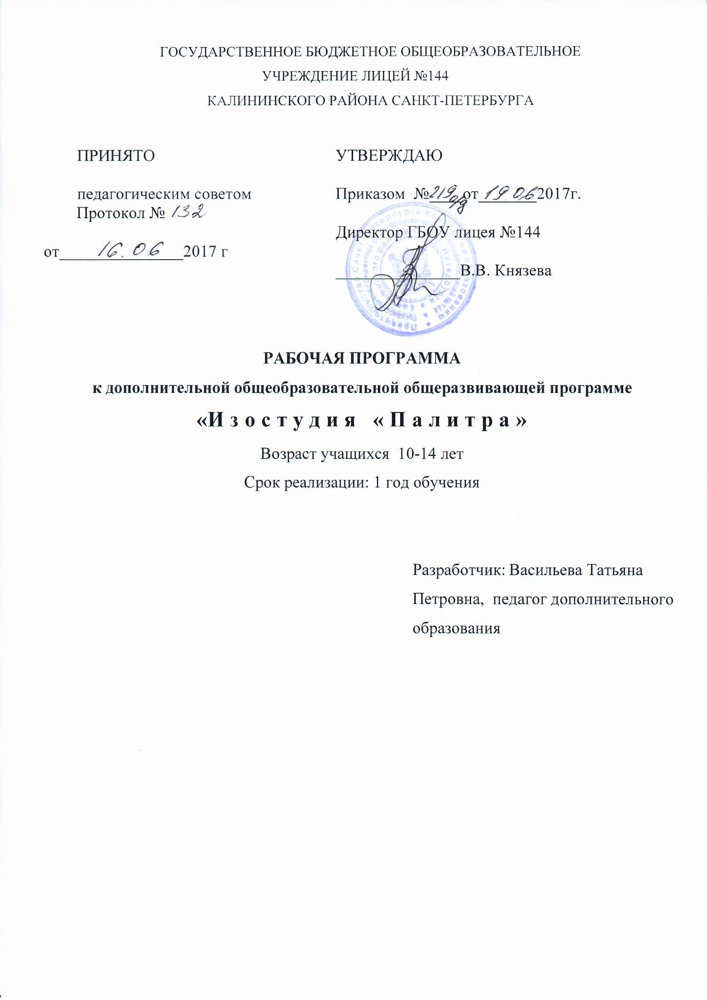 ГОСУДАРСТВЕННОЕ БЮДЖЕТНОЕ ОБЩЕОБРАЗОВАТЕЛЬНОЕ
УЧРЕЖДЕНИЕ ЛИЦЕЙ №144
КАЛИНИНСКОГО РАЙОНА САНКТ-ПЕТЕРБУРГА
ПРИНЯТО
педагогическим советом
Протокол № 132
от 16.06 2017 г
УТВЕРЖДАЮ
Приказом №219 о/д от 19.06 2017г.
Директор ГБОУ лицея №144
В.В. Князева
РАБОЧАЯ ПРОГРАММА
к дополнительной общеобразовательной общеразвивающей программе
«И з о с т у д и я « П а л и т р а »
Возраст учащихся 10-14 лет
Срок реализации: 1 год обучения
Разработчик: Васильева Татьяна
Петровна, педагог дополнительного
образования